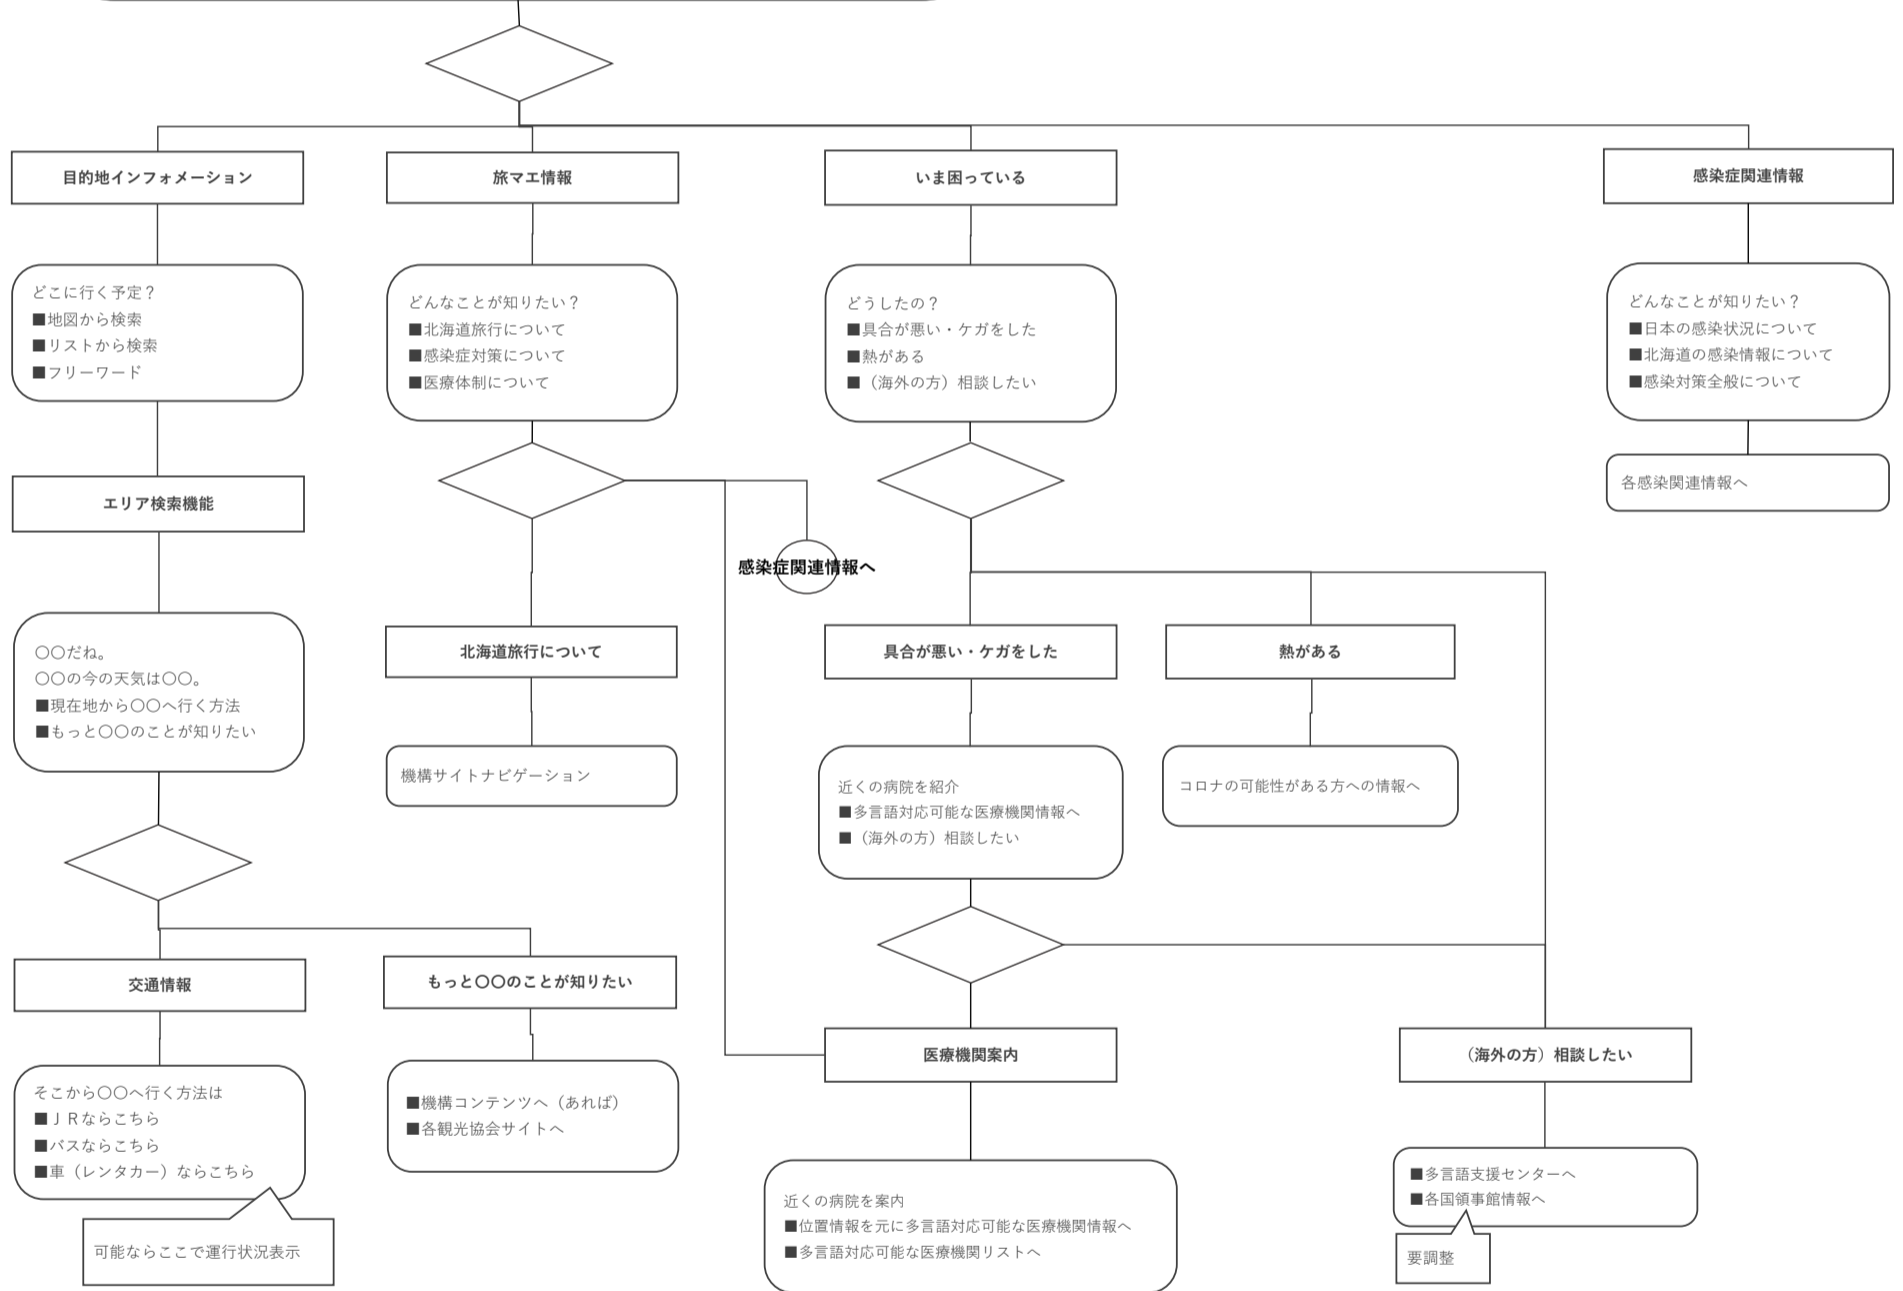 目的地インフォメーション
旅マエ情報
いま困っている
感染症関連情報
どこに行く予定？
■地図から検索
■リストから検索
■フリーワード
どんなことが知りたい？
■北海道旅行について
■感染症対策について
■医療体制について
どうしたの？
■具合が悪い・ケガをした
■熱がある
■（海外の方）相談したい
どんなことが知りたい？
■日本の感染状況について
■北海道の感染情報について
■感染対策全般について
エリア検索機能
各感染関連情報へ
感染症関連情報へ
〇〇だね。
〇〇の今の天気は〇〇。
■現在地から〇〇へ行く方法
■もっと〇〇のことが知りたい
北海道旅行について
具合が悪い・ケガをした
熱がある
機構サイトナビゲーション
近くの病院を紹介
■多言語対応可能な医療機関情報へ
■（海外の方）相談したい
コロナの可能性がある方への情報へ
交通情報
もっと〇〇のことが知りたい
医療機関案内
（海外の方）相談したい
そこから〇〇へ行く方法は
■ＪＲならこちら
■バスならこちら
■車（レンタカー）ならこちら
■機構コンテンツへ（あれば）
■各観光協会サイトへ
近くの病院を案内
■位置情報を元に多言語対応可能な医療機関情報へ
■多言語対応可能な医療機関リストへ
■多言語支援センターへ
■各国領事館情報へ
可能ならここで運行状況表示
要調整